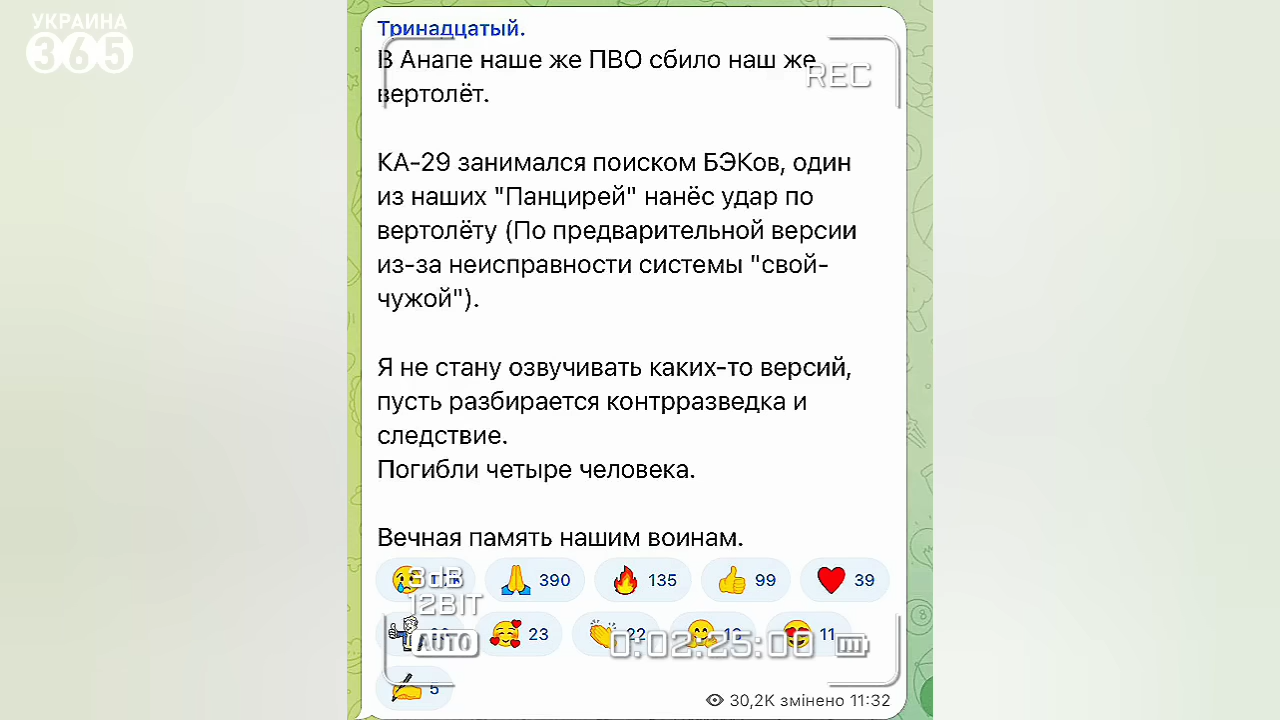 УКРАИНА
365
Тринадцатый.
В Анапе наше же ПВО сбило наш же
вертолёт.
REC
КА-29 занимался поиском БЭКов, один
из наших "Панцирей" нанёс удар по
вертолёту (По предварительной версии
из-за неисправности системы "свой-
чужой").
Я не стану озвучивать каких-то версий,
пусть разбирается контрразведка и
следствие.
Погибли четыре человека.
Вечная память нашим воинам.
390 135 99 39
3dB
12BIT
23 22 11
AUTO
0:02:25:00
5
30,2K змінено 11:32